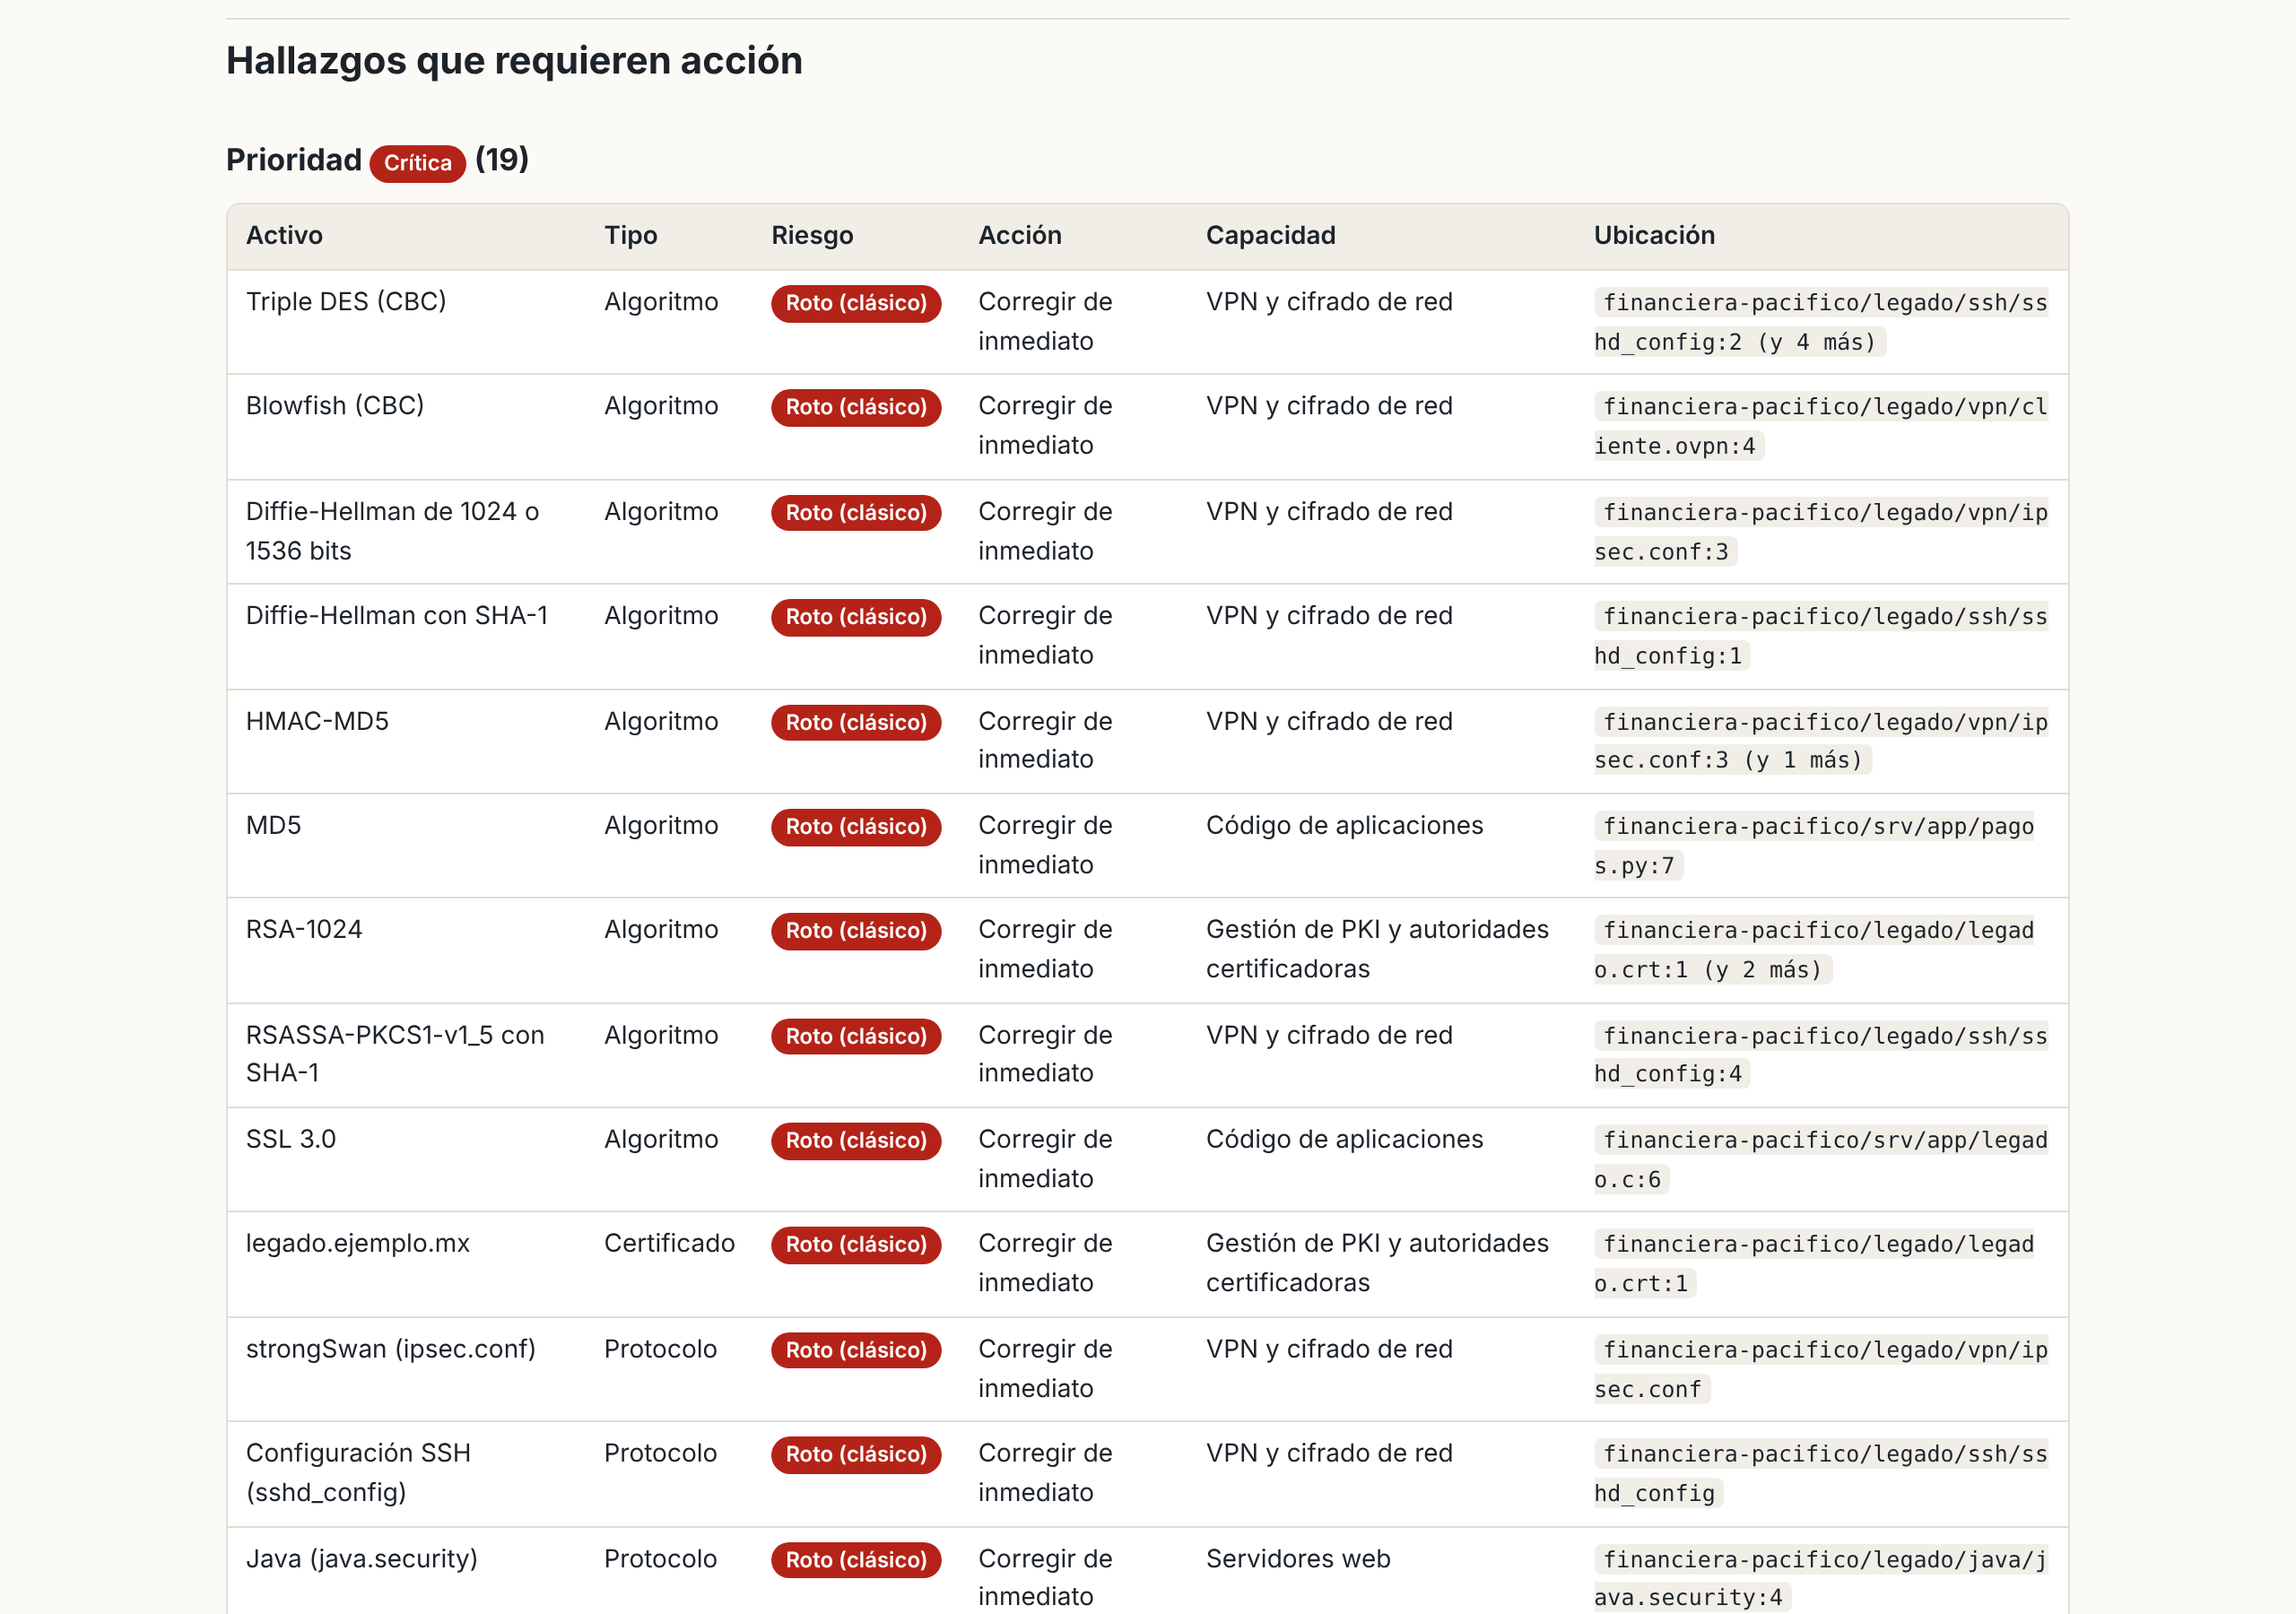 Hallazgos que requieren acción
Prioridad Crítica (19)
Activo Tipo Riesgo Acción Capacidad Ubicación
Triple DES (CBC) Algoritmo Roto (clásico) Corregir de VPN y cifrado de red financiera-pacifico/legado/ssh/ss
inmediato hd_config:2 (y 4 más)
Blowfish (CBC) Algoritmo Roto (clásico) Corregir de VPN y cifrado de red financiera-pacifico/legado/vpn/cl
inmediato iente.ovpn:4
Diffie-Hellman de 1024 o Algoritmo Roto (clásico) Corregir de VPN y cifrado de red financiera-pacifico/legado/vpn/ip
1536 bits inmediato sec.conf:3
Diffie-Hellman con SHA-1 Algoritmo Roto (clásico) Corregir de VPN y cifrado de red financiera-pacifico/legado/ssh/ss
inmediato hd_config:1
HMAC-MD5 Algoritmo Roto (clásico) Corregir de VPN y cifrado de red financiera-pacifico/legado/vpn/ip
inmediato sec.conf:3 (y 1 más)
MD5 Algoritmo Roto (clásico) Corregir de Código de aplicaciones financiera-pacifico/srv/app/pago
inmediato s.py:7
RSA-1024 Algoritmo Roto (clásico) Corregir de Gestión de PKI y autoridades financiera-pacifico/legado/legad
inmediato certificadoras o.crt:1 (y 2 más)
RSASSA-PKCS1-v1_5 con Algoritmo Roto (clásico) Corregir de VPN y cifrado de red financiera-pacifico/legado/ssh/ss
SHA-1 inmediato hd_config:4
SSL 3.0 Algoritmo Roto (clásico) Corregir de Código de aplicaciones financiera-pacifico/srv/app/legad
inmediato o.c:6
legado.ejemplo.mx Certificado Roto (clásico) Corregir de Gestión de PKI y autoridades financiera-pacifico/legado/legad
inmediato certificadoras o.crt:1
strongSwan (ipsec.conf) Protocolo Roto (clásico) Corregir de VPN y cifrado de red financiera-pacifico/legado/vpn/ip
inmediato sec.conf
Configuración SSH Protocolo Roto (clásico) Corregir de VPN y cifrado de red financiera-pacifico/legado/ssh/ss
(sshd_config) inmediato hd_config
Java (java.security) Protocolo Roto (clásico) Corregir de Servidores web financiera-pacifico/legado/java/j
inmediato ava.security:4